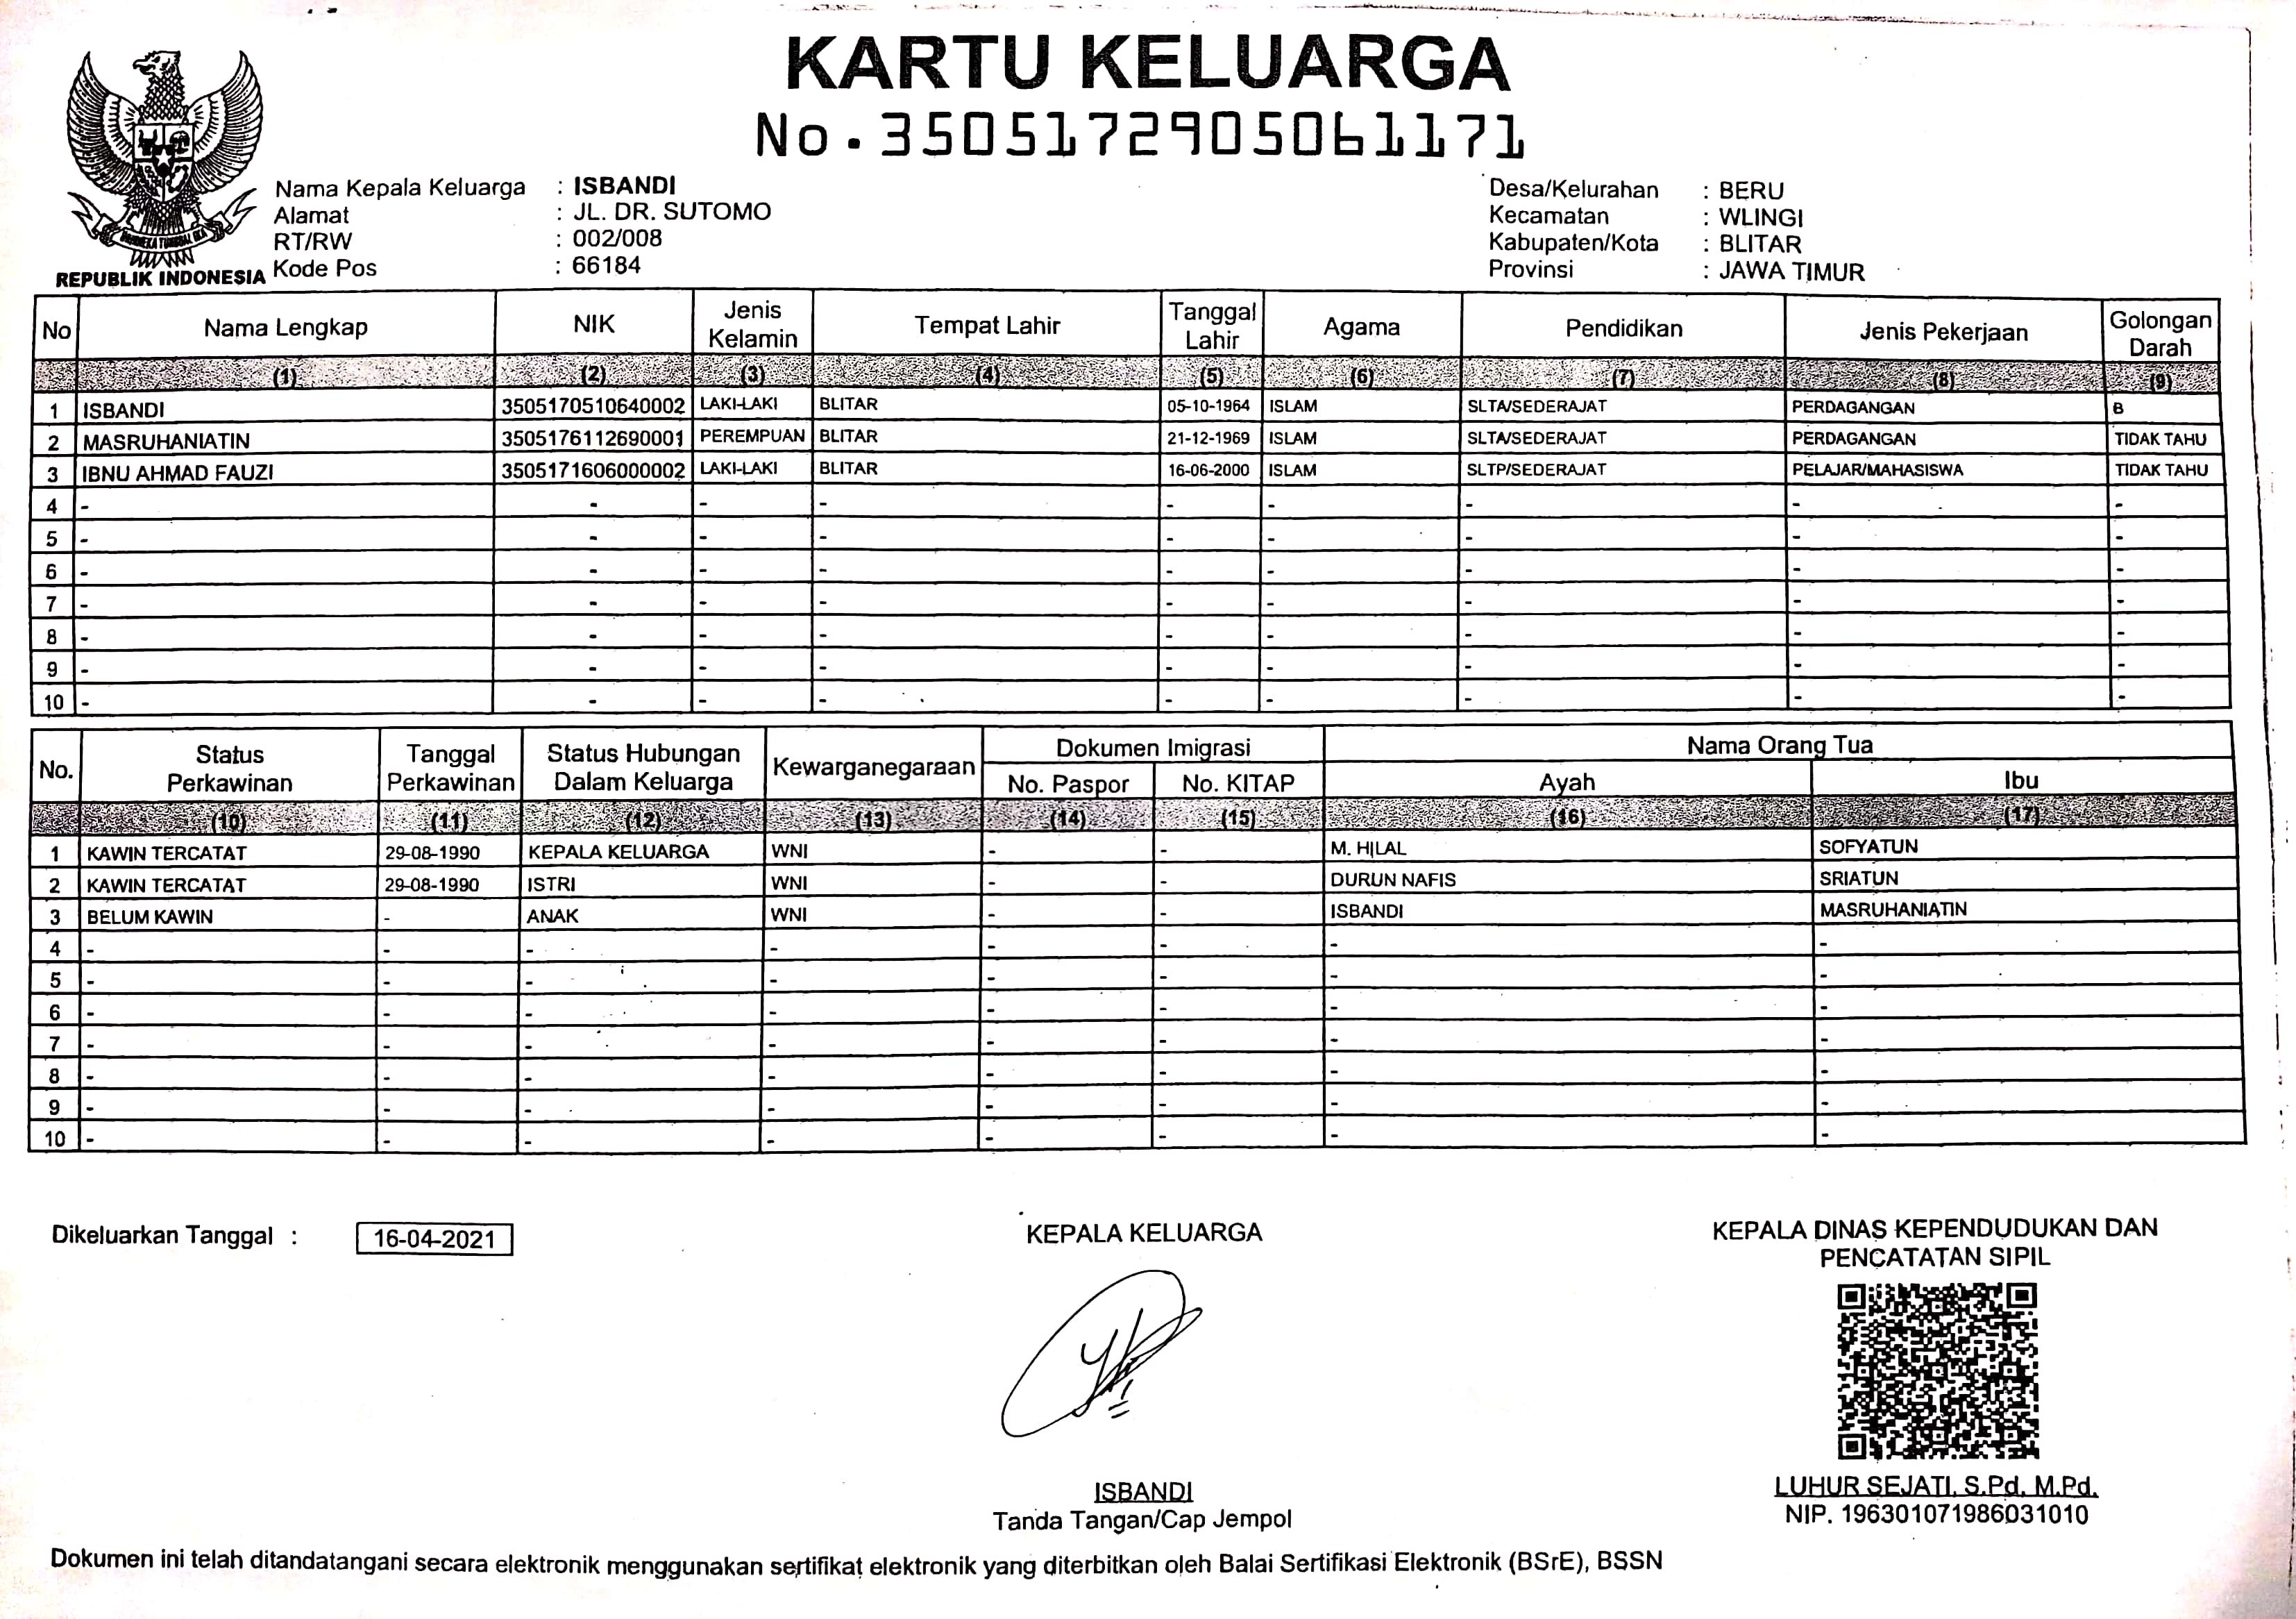 KARTU KELUARGA
No.3505172905061171
BHINNEKA TUNGGAL IKA
REPUBLIK INDONESIA
Nama Kepala Keluarga : ISBANDI
Alamat : JL. DR. SUTOMO
RT/RW : 002/008
Kode Pos : 66184
Desa/Kelurahan : BERU
Kecamatan : WLINGI
Kabupaten/Kota : BLITAR
Provinsi : JAWA TIMUR
No Nama Lengkap NIK Jenis Kelamin Tempat Lahir Tanggal Lahir Agama Pendidikan Jenis Pekerjaan Golongan Darah
(1) (2) (3) (4) (5) (6) (7) (8) (9)
1 ISBANDI 3505170510640002 LAKI-LAKI BLITAR 05-10-1964 ISLAM SLTA/SEDERAJAT PERDAGANGAN B
2 MASRUHANIATIN 3505176112690001 PEREMPUAN BLITAR 21-12-1969 ISLAM SLTA/SEDERAJAT PERDAGANGAN TIDAK TAHU
3 IBNU AHMAD FAUZI 3505171606000002 LAKI-LAKI BLITAR 16-06-2000 ISLAM SLTP/SEDERAJAT PELAJAR/MAHASISWA TIDAK TAHU
4 - - - - - - - - -
5 - - - - - - - - -
6 - - - - - - - - -
7 - - - - - - - - -
8 - - - - - - - - -
9 - - - - - - - - -
10 - - - - - - - - -
No. Status Perkawinan Tanggal Perkawinan Status Hubungan Dalam Keluarga Kewarganegaraan Dokumen Imigrasi Nama Orang Tua
No. Paspor No. KITAP Ayah Ibu
(10) (11) (12) (13) (14) (15) (16) (17)
1 KAWIN TERCATAT 29-08-1990 KEPALA KELUARGA WNI - - M. HILAL SOFYATUN
2 KAWIN TERCATAT 29-08-1990 ISTRI WNI - - DURUN NAFIS SRIATUN
3 BELUM KAWIN - ANAK WNI - - ISBANDI MASRUHANIATIN
4 - - - - - - - -
5 - - - - - - - -
6 - - - - - - - -
7 - - - - - - - -
8 - - - - - - - -
9 - - - - - - - -
10 - - - - - - - -
Dikeluarkan Tanggal : 16-04-2021
KEPALA KELUARGA
ISBANDI
Tanda Tangan/Cap Jempol
KEPALA DINAS KEPENDUDUKAN DAN
PENCATATAN SIPIL
LUHUR SEJATI, S.Pd. M.Pd.
NIP. 196301071986031010
Dokumen ini telah ditandatangani secara elektronik menggunakan sertifikat elektronik yang diterbitkan oleh Balai Sertifikasi Elektronik (BSrE), BSSN